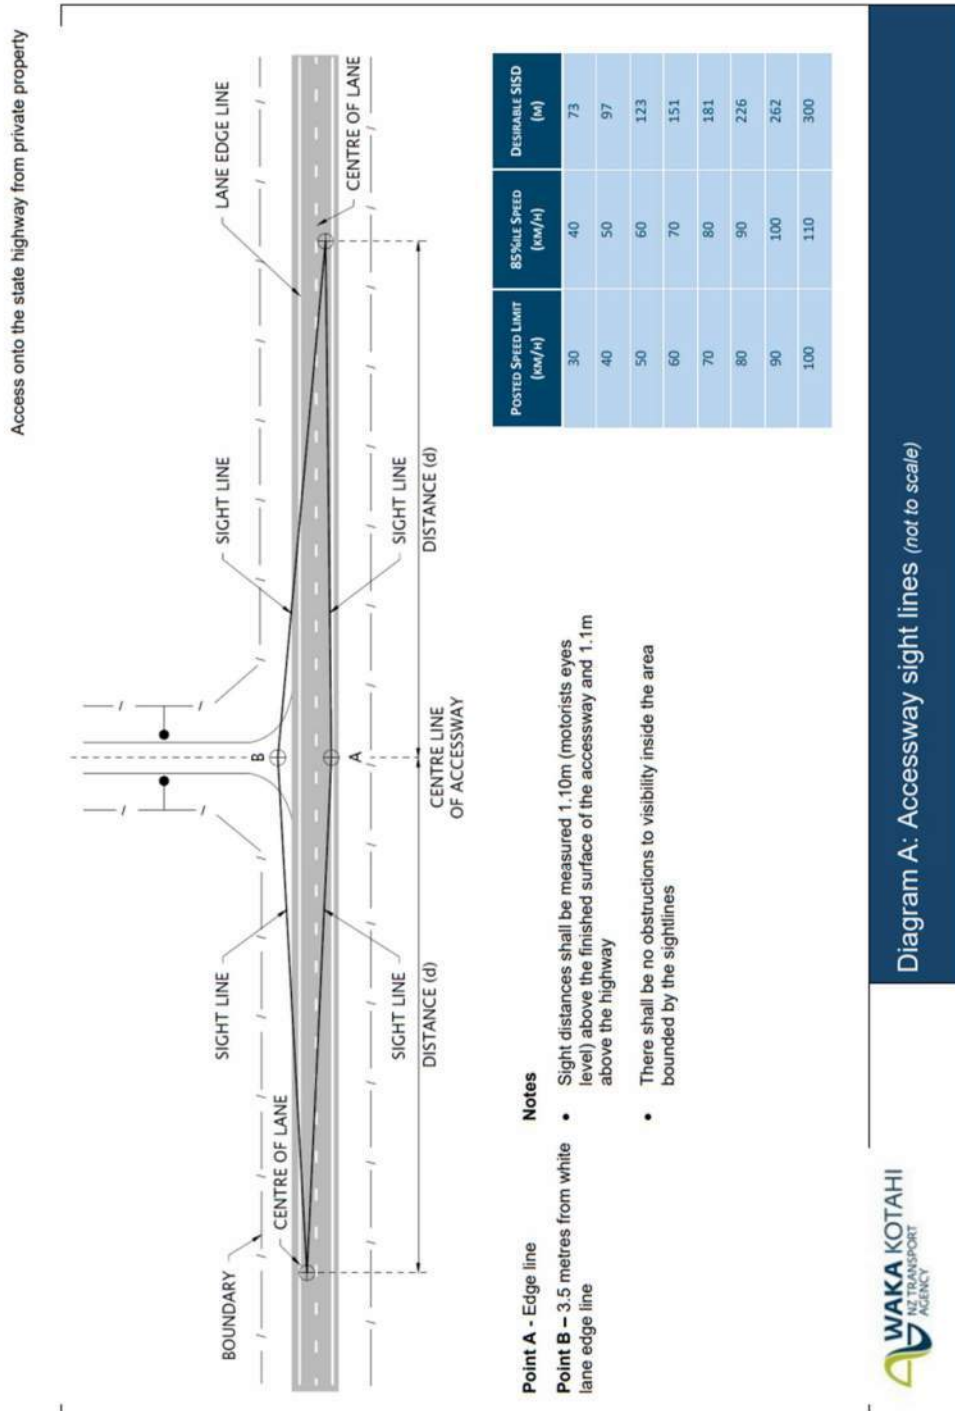 Access onto the state highway from private property
BOUNDARY
CENTRE OF LANE
SIGHT LINE
SIGHT LINE
LANE EDGE LINE
B
A
CENTRE OF LANE
SIGHT LINE
SIGHT LINE
DISTANCE (d)
CENTRE LINE
OF ACCESSWAY
DISTANCE (d)
Point A - Edge line
Point B – 3.5 metres from white
lane edge line
Notes
• Sight distances shall be measured 1.10m (motorists eyes
level) above the finished surface of the accessway and 1.1m
above the highway
• There shall be no obstructions to visibility inside the area
bounded by the sightlines
POSTED SPEED LIMIT (KM/H) 85%ILE SPEED (KM/H) DESIRABLE SISD (M)
30 40 73
40 50 97
50 60 123
60 70 151
70 80 181
80 90 226
90 100 262
100 110 300
WAKA KOTAHI
NZ TRANSPORT
AGENCY
Diagram A: Accessway sight lines (not to scale)